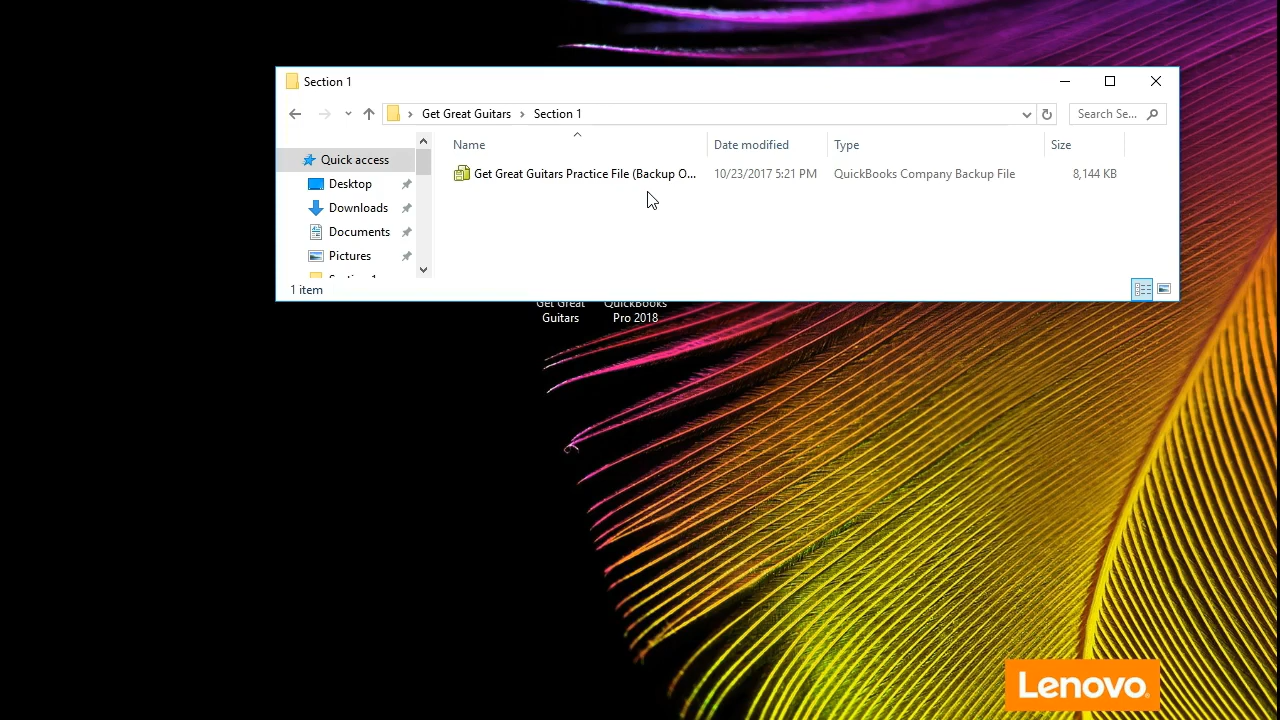 Section 1
Get Great Guitars
Section 1
Search Se...
Name
Date modified
Type
Size
Quick access
Get Great Guitars Practice File (Backup O...
10/23/2017 5:21 PM
QuickBooks Company Backup File
8,144 KB
Desktop
Downloads
Documents
Pictures
Section 1
1 item
Get Great
Guitars
QuickBooks
Pro 2018
Lenovo